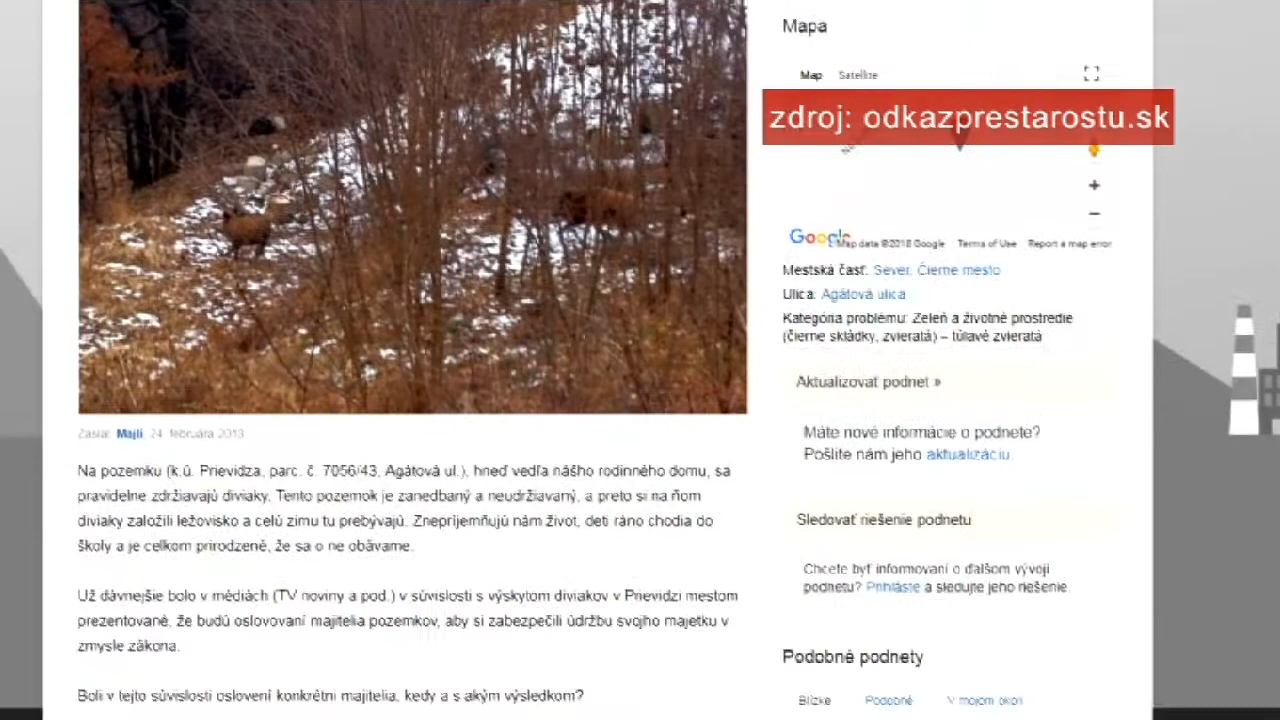 Mapa
Map Satellite
zdroj: odkazprestarostu.sk
Google Map data ©2018 Google Terms of Use Report a map error
Mestská časť: Sever, Čierne mesto
Ulica: Agátová ulica
Kategória problému: Zeleň a životné prostredie
(čierne skládky, zvieratá) – túlavé zvieratá
Aktualizovať podnet »
Máte nové informácie o podnete?
Pošlite nám jeho aktualizáciu.
Sledovať riešenie podnetu
Chcete byť informovaní o ďalšom vývoji
podnetu? Prihláste a sledujte jeho riešenie.
Podobné podnety
Blízke Podobné V mojom okolí
Zaslal: Majlí, 24. februára 2013
Na pozemku (k.ú. Prievidza, parc. č. 7056/43, Agátová ul.), hneď vedľa nášho rodinného domu, sa
pravidelne zdržiavajú diviaky. Tento pozemok je zanedbaný a neudržiavaný, a preto si na ňom
diviaky založili ležovisko a celú zimu tu prebývajú. Znepríjemňujú nám život, deti ráno chodia do
školy a je celkom prirodzené, že sa o ne obávame.
Už dávnejšie bolo v médiách (TV noviny a pod.) v súvislosti s výskytom diviakov v Prievidzi mestom
prezentované, že budú oslovovaní majitelia pozemkov, aby si zabezpečili údržbu svojho majetku v
zmysle zákona.
Boli v tejto súvislosti oslovení konkrétni majitelia, kedy a s akým výsledkom?